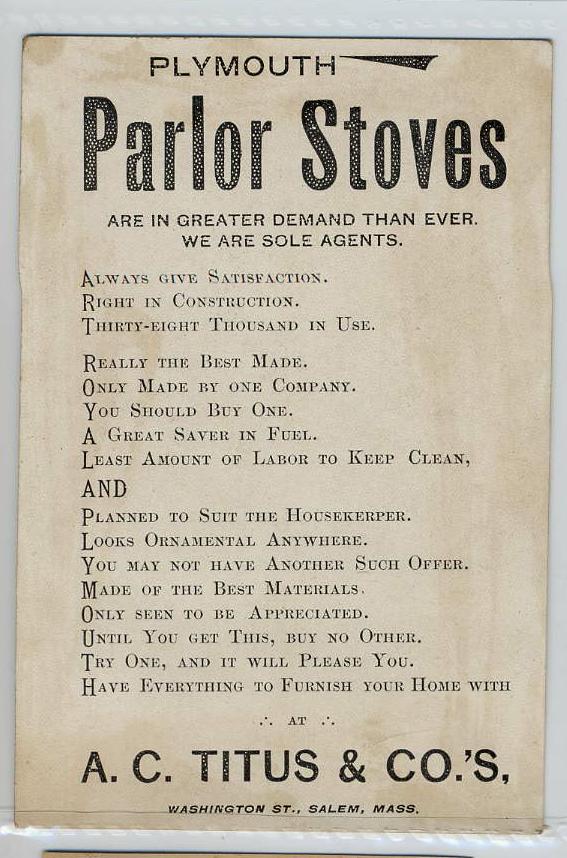 PLYMOUTH
Parlor Stoves
ARE IN GREATER DEMAND THAN EVER.
WE ARE SOLE AGENTS.
ALWAYS GIVE SATISFACTION.
RIGHT IN CONSTRUCTION.
THIRTY-EIGHT THOUSAND IN USE.
REALLY THE BEST MADE.
ONLY MADE BY ONE COMPANY.
YOU SHOULD BUY ONE.
A GREAT SAVER IN FUEL.
LEAST AMOUNT OF LABOR TO KEEP CLEAN,
AND
PLANNED TO SUIT THE HOUSEKERPER.
LOOKS ORNAMENTAL ANYWHERE.
YOU MAY NOT HAVE ANOTHER SUCH OFFER.
MADE OF THE BEST MATERIALS.
ONLY SEEN TO BE APPRECIATED.
UNTIL YOU GET THIS, BUY NO OTHER.
TRY ONE, AND IT WILL PLEASE YOU.
HAVE EVERYTHING TO FURNISH YOUR HOME WITH
∴ AT ∴
A. C. TITUS & CO.'S,
WASHINGTON ST., SALEM, MASS.